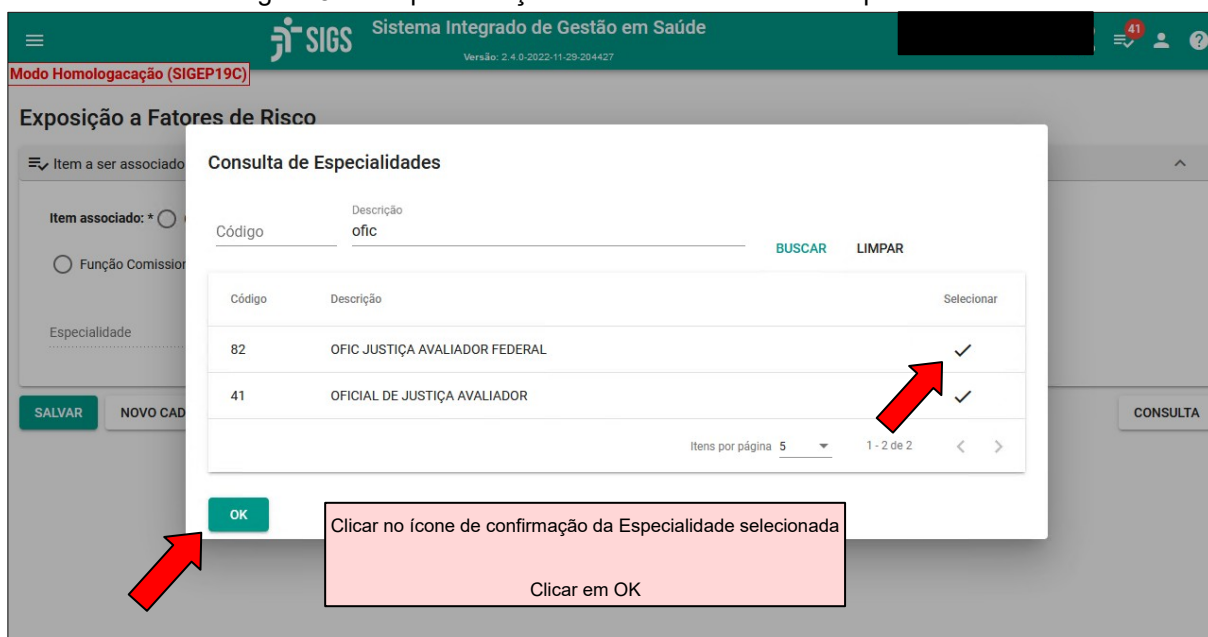 SIGS Sistema Integrado de Gestão em Saúde
Versão: 2.4.0-2022-11-29-204427
41
Modo Homologacação (SIGEP19C)
Exposição a Fatores de Risco
Item a ser associado
Item associado: *
Função Comission
Especialidade
SALVAR NOVO CAD CONSULTA
Consulta de Especialidades
Código Descrição
ofic
BUSCAR LIMPAR
Código Descrição Selecionar
82 OFIC JUSTIÇA AVALIADOR FEDERAL
41 OFICIAL DE JUSTIÇA AVALIADOR
Itens por página 5 1 - 2 de 2
OK
Clicar no ícone de confirmação da Especialidade selecionada
Clicar em OK